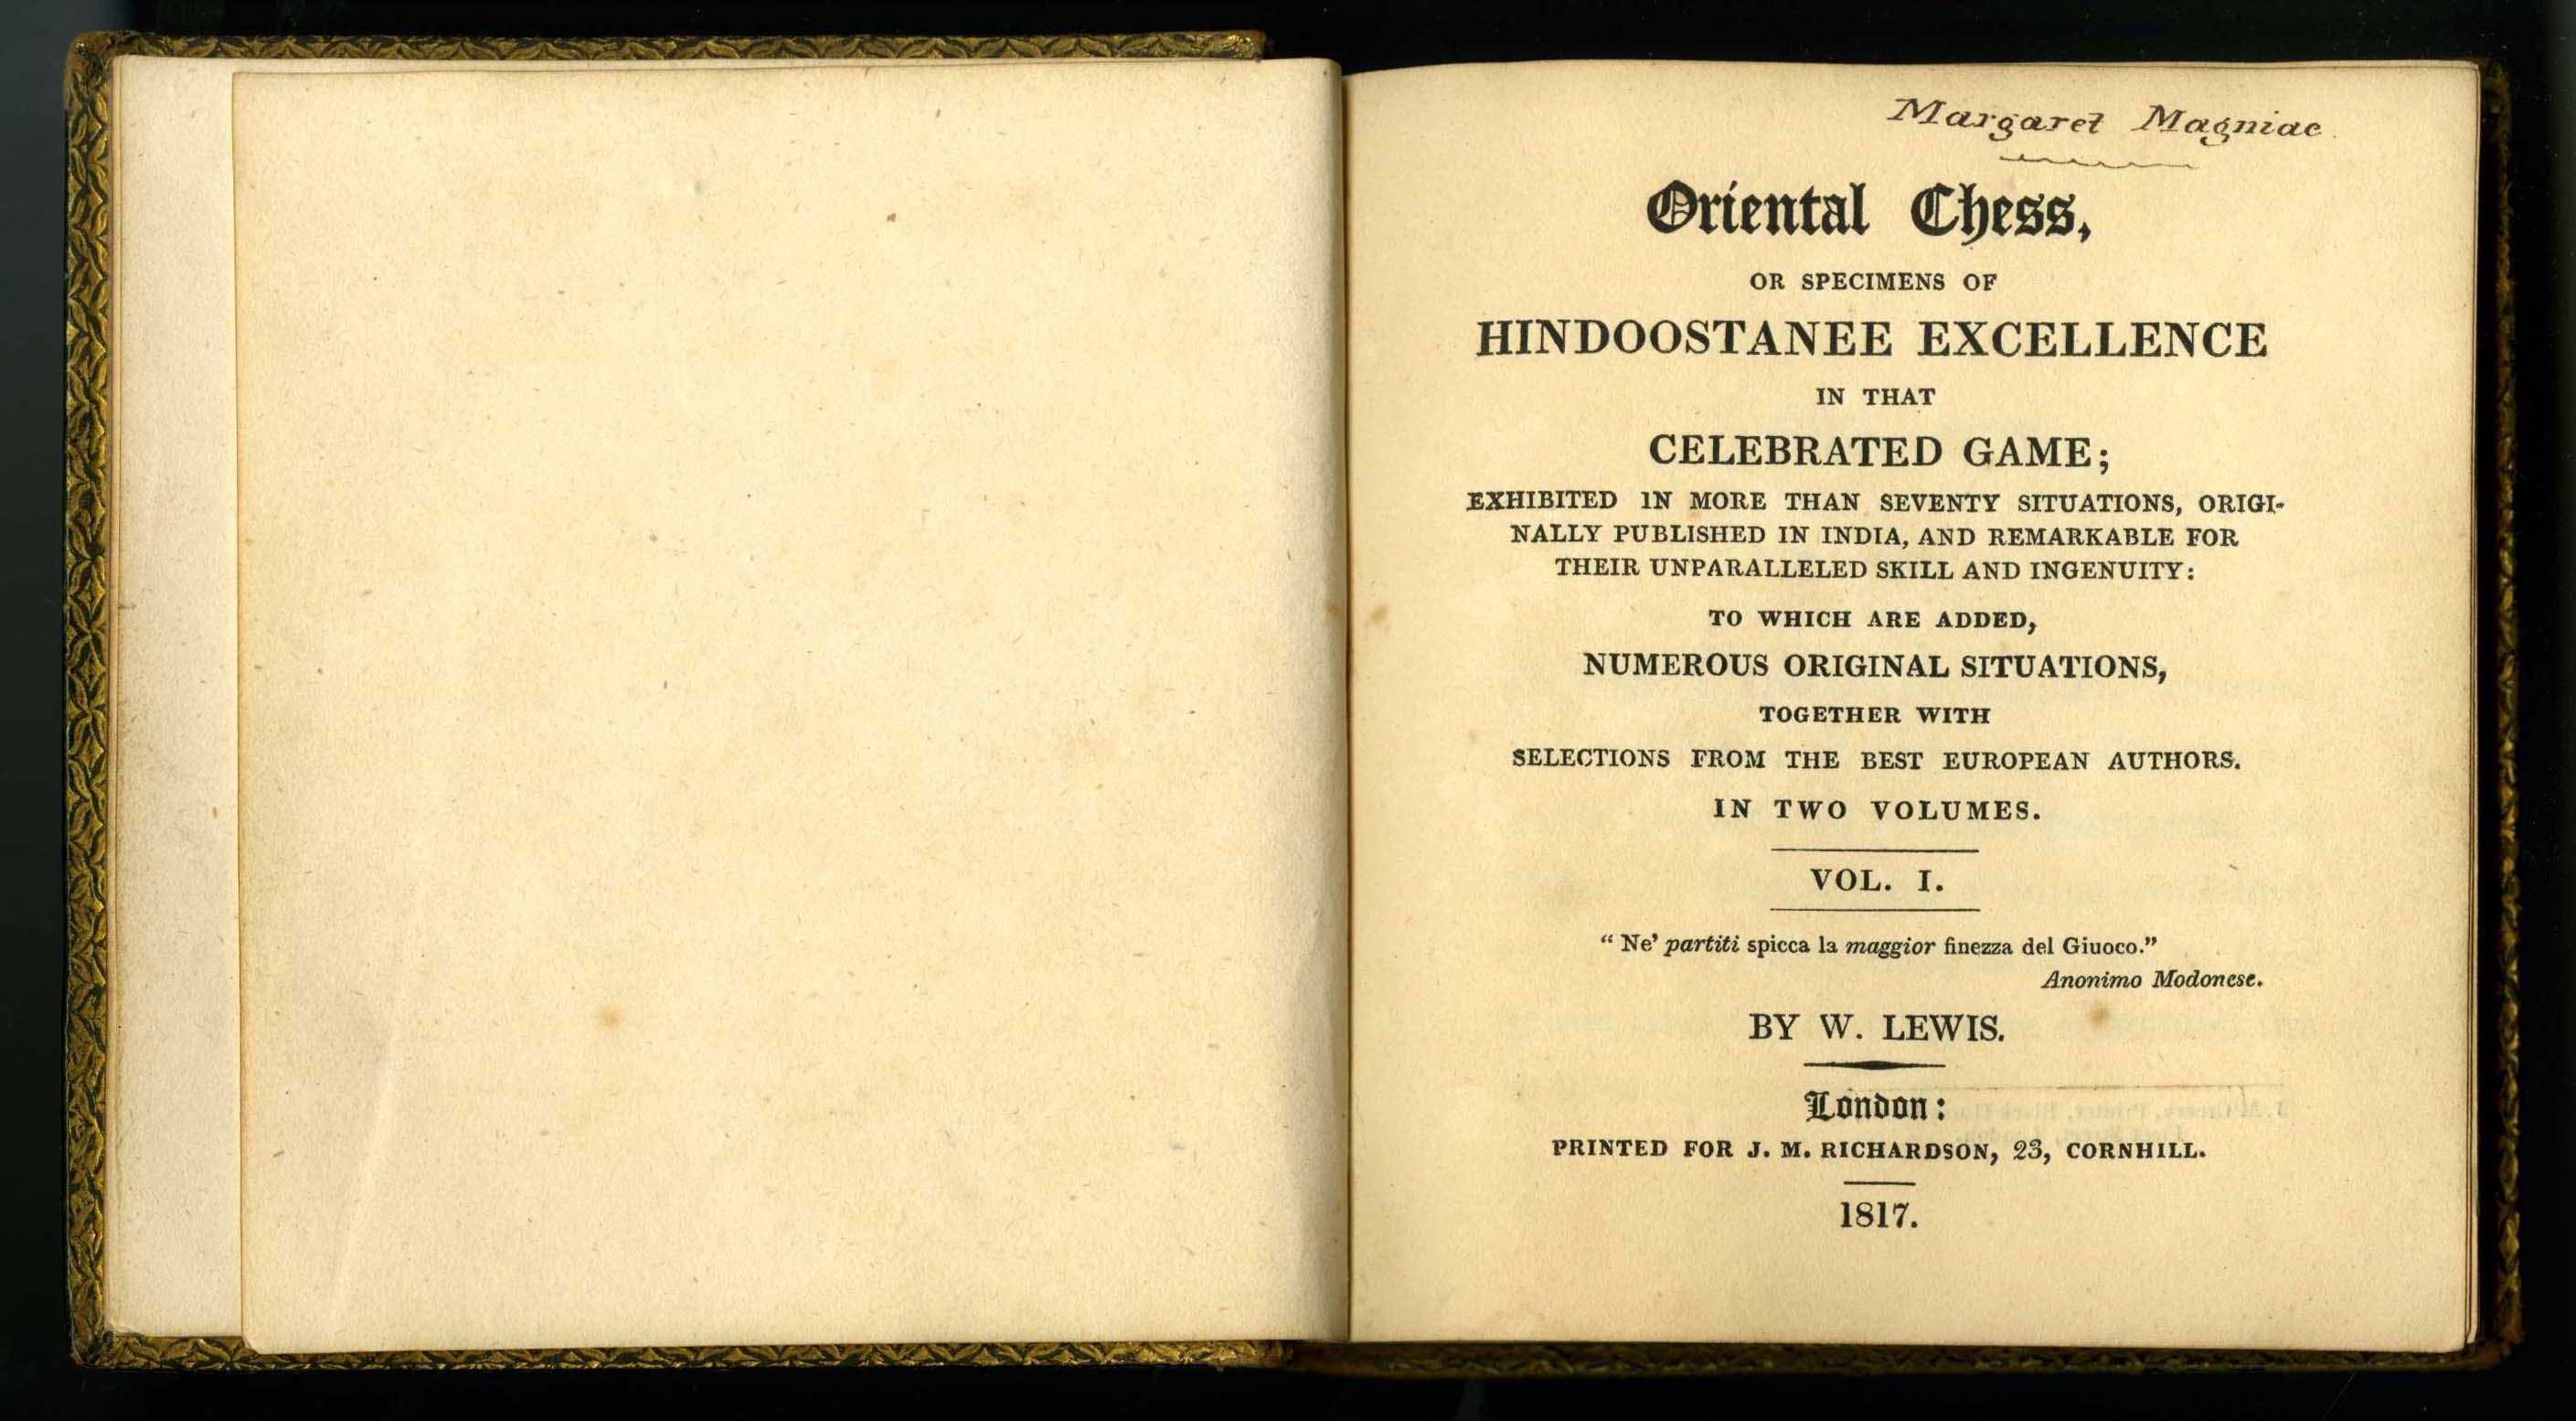 Margaret Magniac
Oriental Chess,
OR SPECIMENS OF
HINDOOSTANEE EXCELLENCE
IN THAT
CELEBRATED GAME;
EXHIBITED IN MORE THAN SEVENTY SITUATIONS, ORIGI-
NALLY PUBLISHED IN INDIA, AND REMARKABLE FOR
THEIR UNPARALLELED SKILL AND INGENUITY:
TO WHICH ARE ADDED,
NUMEROUS ORIGINAL SITUATIONS,
TOGETHER WITH
SELECTIONS FROM THE BEST EUROPEAN AUTHORS.
IN TWO VOLUMES.
VOL. I.
“ Ne’ partiti spicca la maggior finezza del Giuoco.”
Anonimo Modonese.
BY W. LEWIS.
London:
PRINTED FOR J. M. RICHARDSON, 23, CORNHILL.
1817.